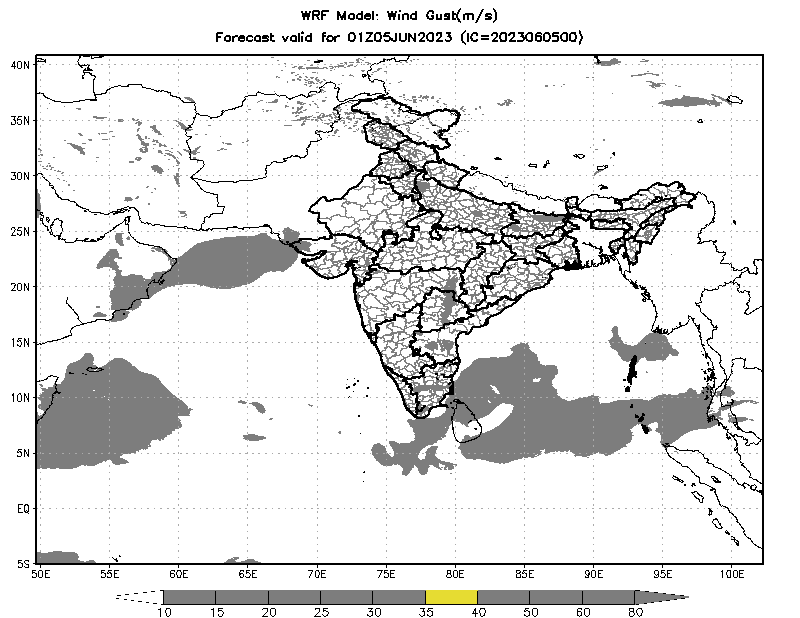 WRF Model: Wind Gust(m/s)
Forecast valid for 01Z05JUN2023 (IC=2023060500)
40N
35N
30N
25N
20N
15N
10N
5N
EQ
5S
50E 55E 60E 65E 70E 75E 80E 85E 90E 95E 100E
10 15 20 25 30 35 40 50 60 80